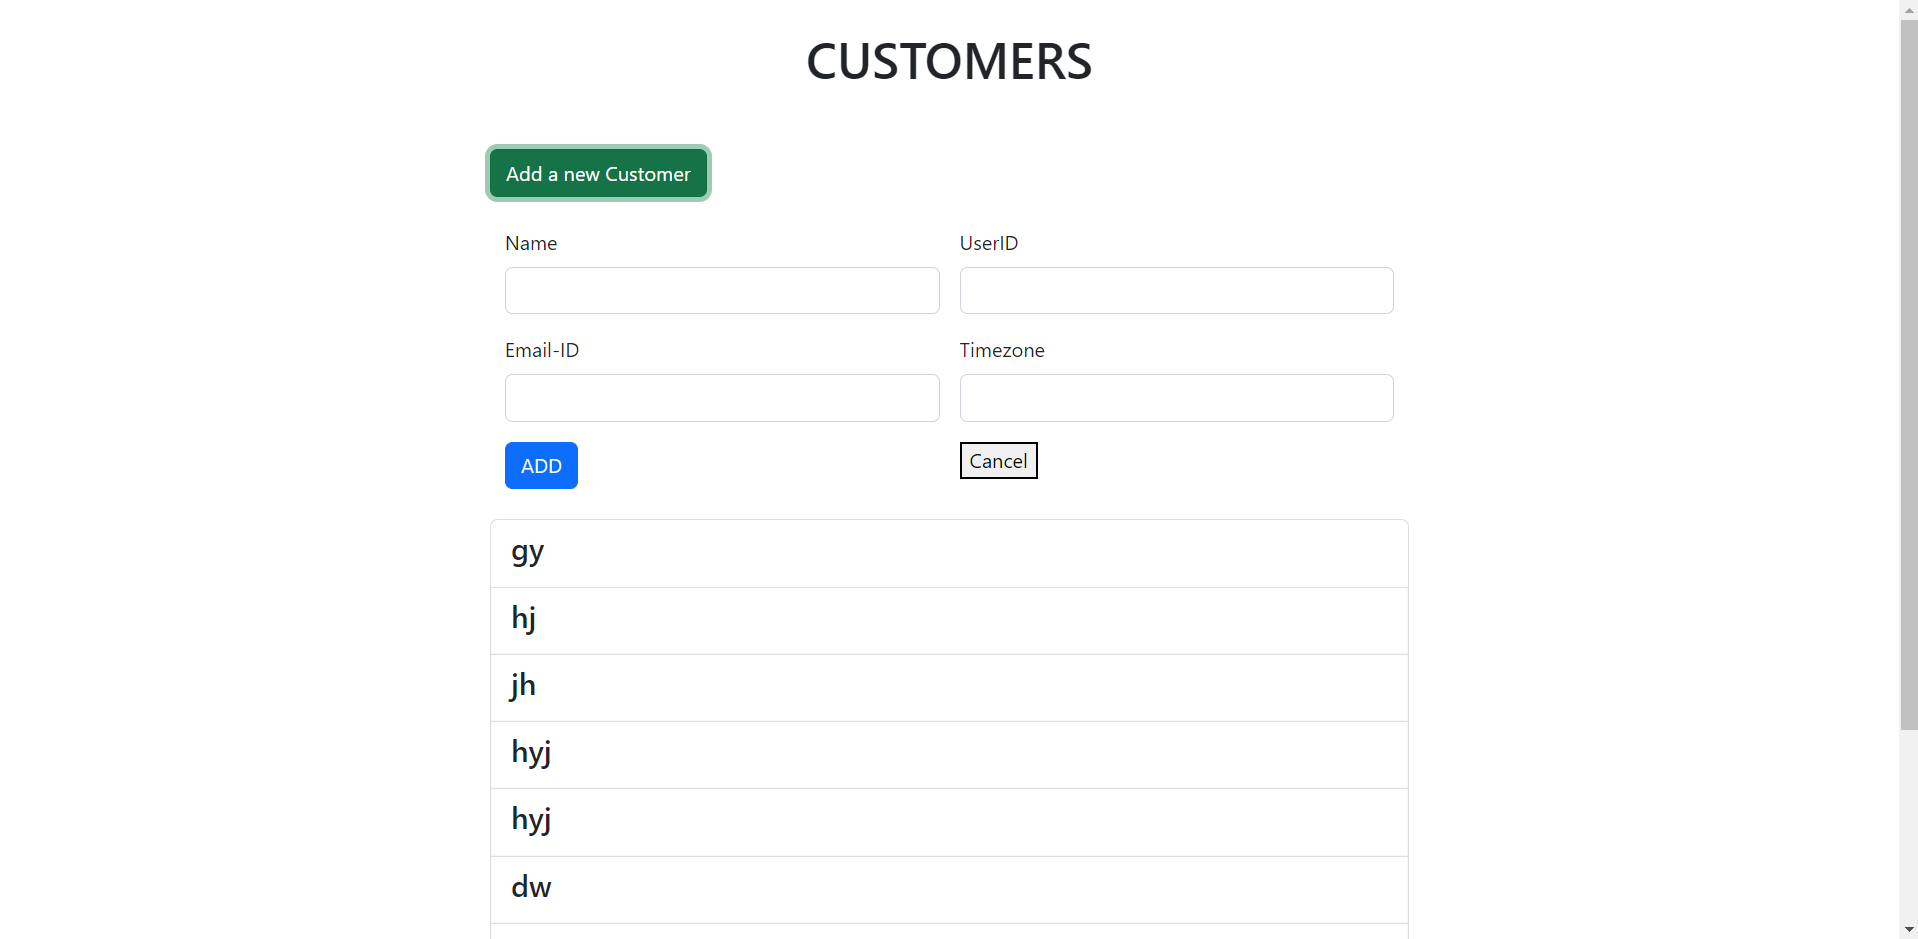 CUSTOMERS
Add a new Customer
Name UserID
Email-ID Timezone
ADD Cancel
gy
hj
jh
hyj
hyj
dw